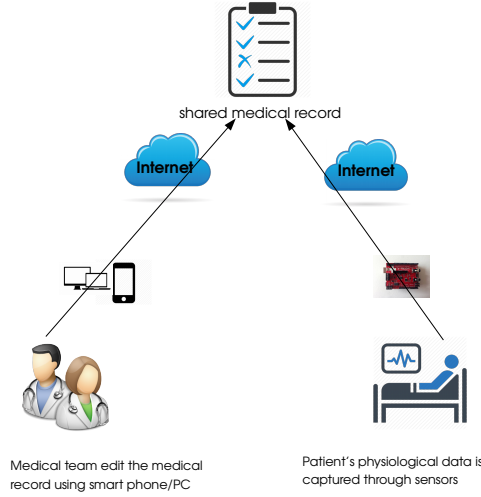 shared medical record
Internet
Internet
Medical team edit the medical
record using smart phone/PC
Patient's physiological data is
captured through sensors